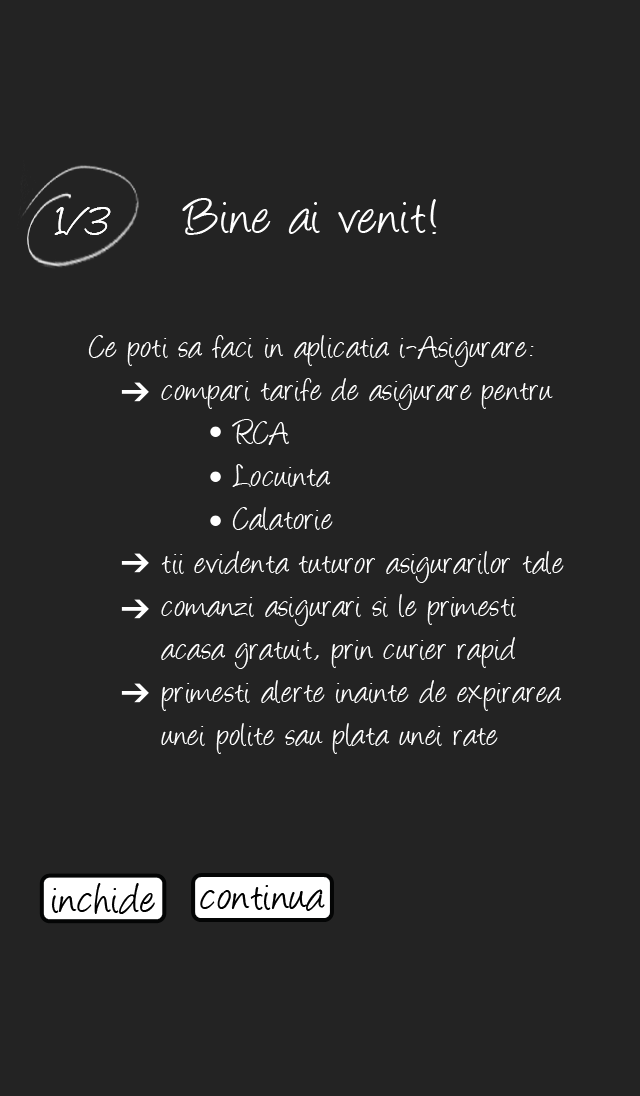 1/3 Bine ai venit!
Ce poti sa faci in aplicatia i-Asigurare:
➔ compari tarife de asigurare pentru
• RCA
• Locuinta
• Calatorie
➔ tii evidenta tuturor asigurarilor tale
➔ comanzi asigurari si le primesti
acasa gratuit, prin curier rapid
➔ primesti alerte inainte de expirarea
unei polite sau plata unei rate
inchide continua